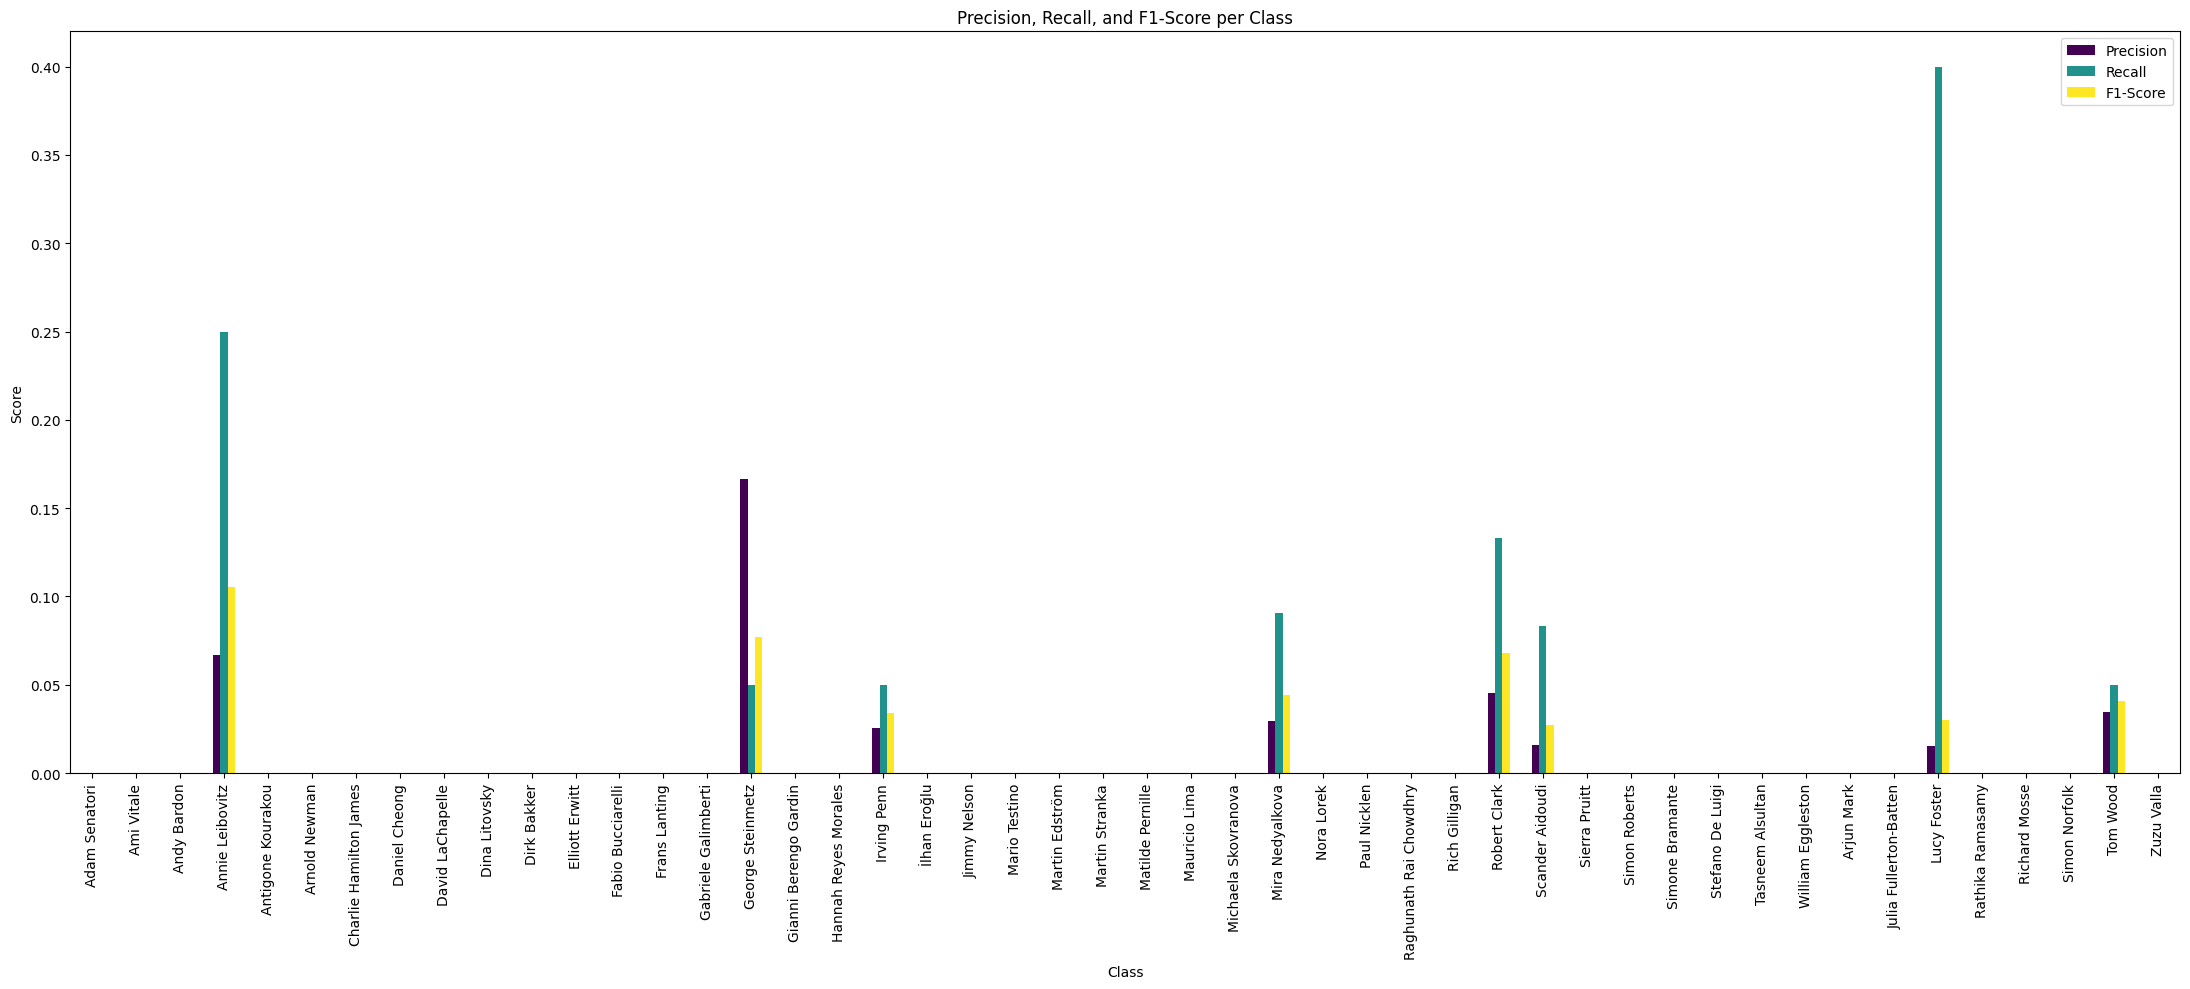 Precision, Recall, and F1-Score per Class
Precision
Recall
F1-Score
0.40
0.35
0.30
0.25
0.20
0.15
0.10
0.05
0.00
Score
Adam Senatori
Ami Vitale
Andy Bardon
Annie Leibovitz
Antigone Kourakou
Arnold Newman
Charlie Hamilton James
Daniel Cheong
David LaChapelle
Dina Litovsky
Dirk Bakker
Elliott Erwitt
Fabio Bucciarelli
Frans Lanting
Gabriele Galimberti
George Steinmetz
Gianni Berengo Gardin
Hannah Reyes Morales
Irving Penn
İlhan Eroğlu
Jimmy Nelson
Mario Testino
Martin Edström
Martin Stranka
Matilde Pernille
Mauricio Lima
Michaela Skovranova
Mira Nedyalkova
Nora Lorek
Paul Nicklen
Raghunath Rai Chowdhry
Rich Gilligan
Robert Clark
Scander Aidoudi
Sierra Pruitt
Simon Roberts
Simone Bramante
Stefano De Luigi
Tasneem Alsultan
William Eggleston
Arjun Mark
Julia Fullerton-Batten
Lucy Foster
Rathika Ramasamy
Richard Mosse
Simon Norfolk
Tom Wood
Zuzu Valla
Class